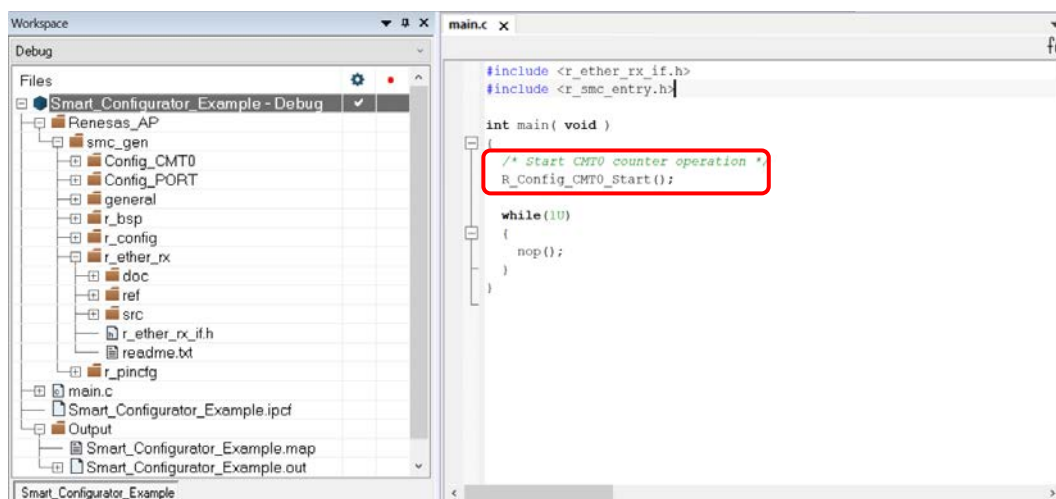 Workspace
Debug
Files
Smart_Configurator_Example - Debug
Renesas_AP
smc_gen
Config_CMT0
Config_PORT
general
r_bsp
r_config
r_ether_rx
doc
ref
src
r_ether_rx_if.h
readme.txt
r_pincfg
main.c
Smart_Configurator_Example.ipcf
Output
Smart_Configurator_Example.map
Smart_Configurator_Example.out
Smart_Configurator_Example
main.c
#include <r_ether_rx_if.h>
#include <r_smc_entry.h>
int main( void )
{
/* Start CMT0 counter operation */
R_Config_CMT0_Start();
while(1U)
{
nop();
}
}